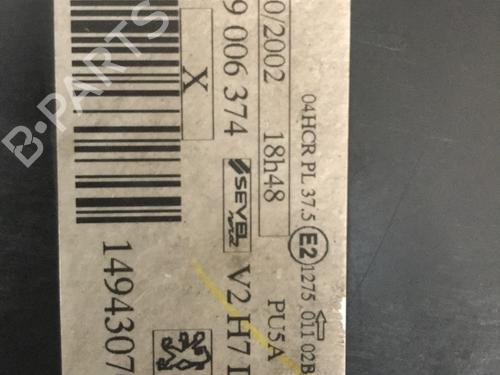 0/2002 18h48
9 006 374
X
SEVEL
V2 H7
PU5A
1494307
04HCR PL 37.5
E2
1275 011 02B
B-PARTS